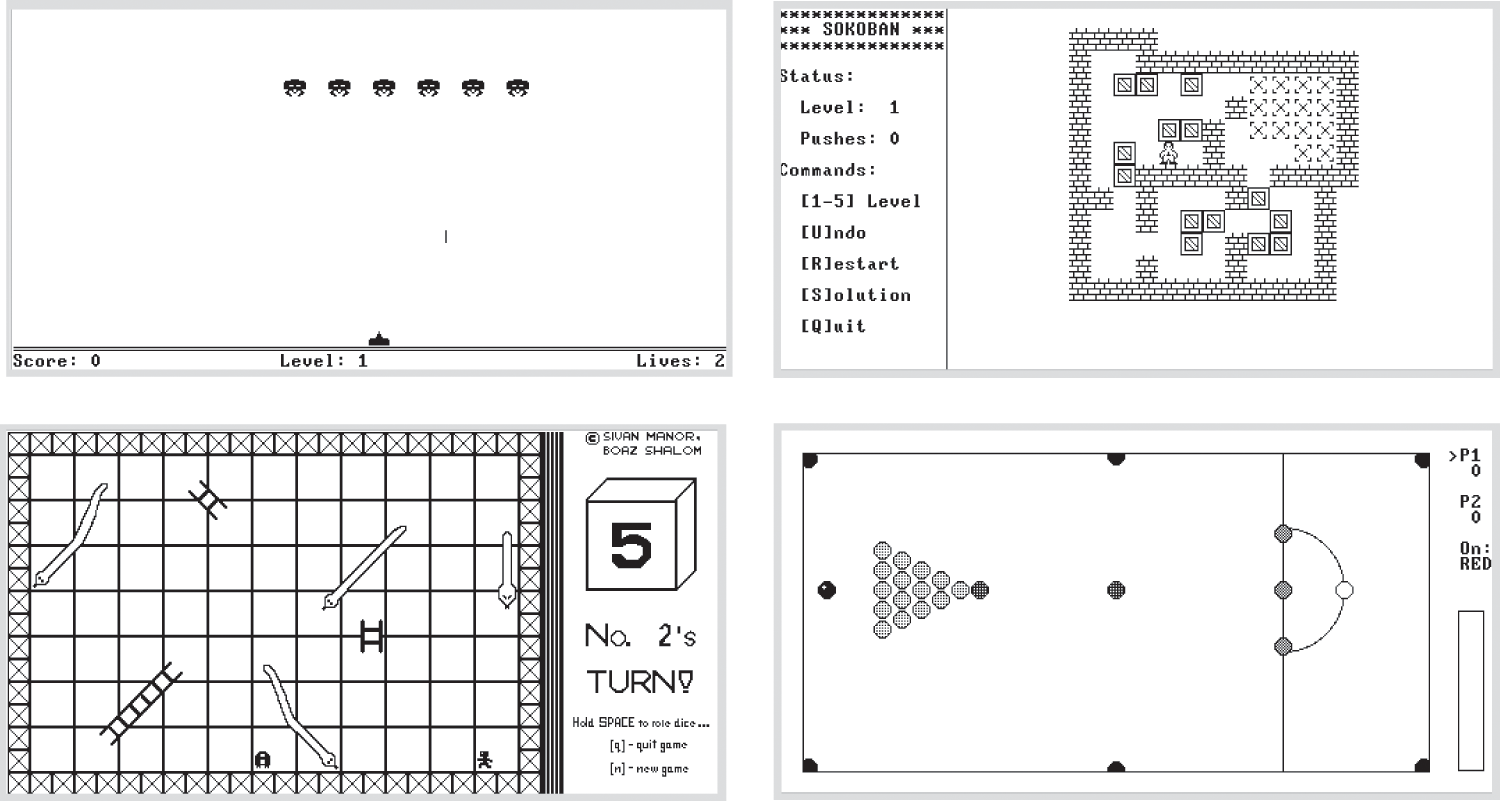 Score: 0 Level: 1 Lives: 2
***************
*** SOKOBAN ***
***************
Status:
Level: 1
Pushes: 0
Commands:
[1-5] Level
[U]ndo
[R]estart
[S]olution
[Q]uit
© SIVAN MANOR,
BOAZ SHALOM
5
No. 2's
TURN!
Hold SPACE to role dice...
[q] - quit game
[n] - new game
>P1
0
P2
0
On:
RED